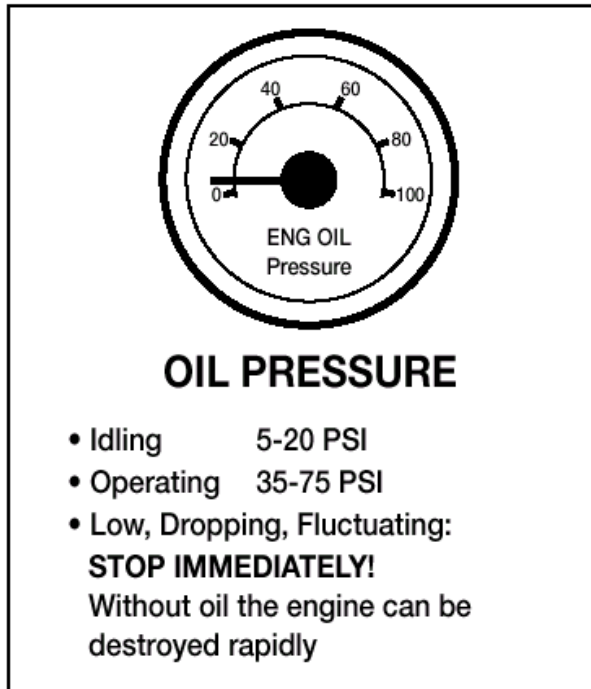 40 60
20 80
0 100
ENG OIL
Pressure
OIL PRESSURE
• Idling 5-20 PSI
• Operating 35-75 PSI
• Low, Dropping, Fluctuating:
STOP IMMEDIATELY!
Without oil the engine can be
destroyed rapidly